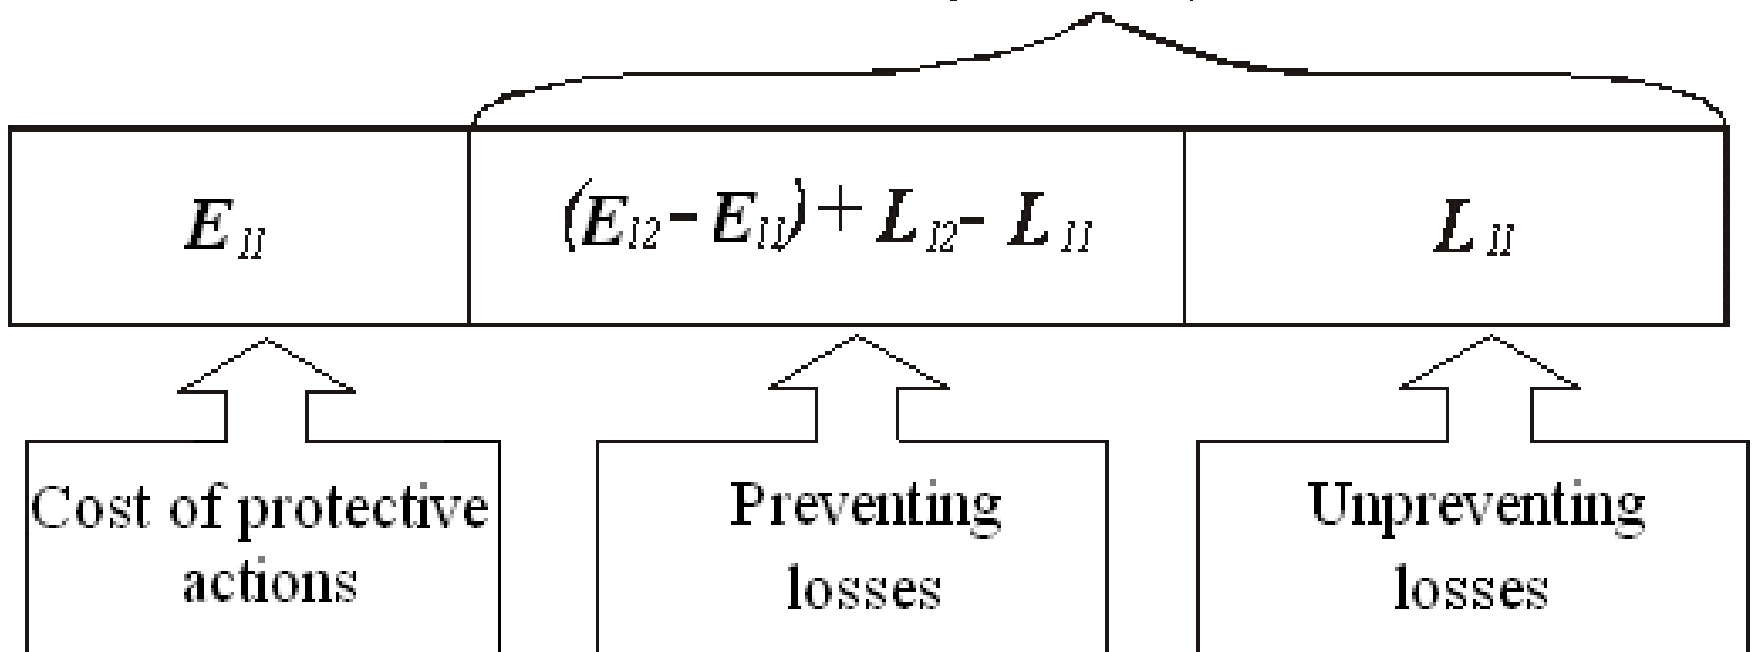 E₁₁
(E₁₂ - E₁₁) + L₁₂ - L₁₁
L₁₁
Cost of protective
actions
Preventing
losses
Unpreventing
losses